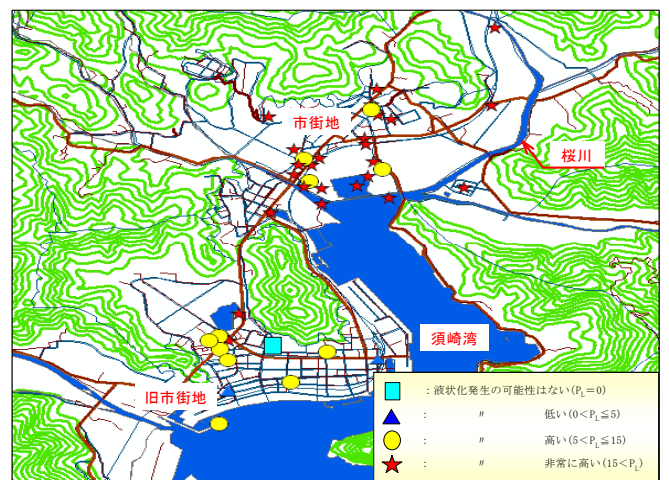 市街地
桜川
須崎湾
旧市街地
:液状化発生の可能性はない(PL=0)
: 〃 低い(0<PL≦5)
: 〃 高い(5<PL≦15)
: 〃 非常に高い(15<PL)